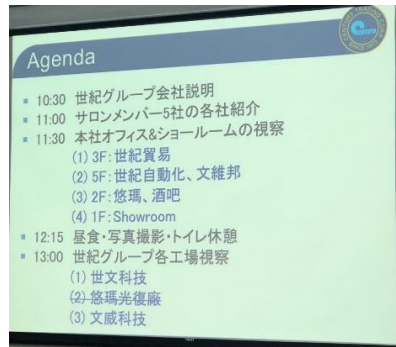 Agenda
10:30 世紀グループ会社説明
11:00 サロンメンバー5社の各社紹介
11:30 本社オフィス&ショールームの視察
(1) 3F:世紀貿易
(2) 5F:世紀自動化、文維邦
(3) 2F:悠瑪、酒吧
(4) 1F:Showroom
12:15 昼食・写真撮影・トイレ休憩
13:00 世紀グループ各工場視察
(1) 世文科技
(2) 悠瑪光復廠
(3) 文威科技